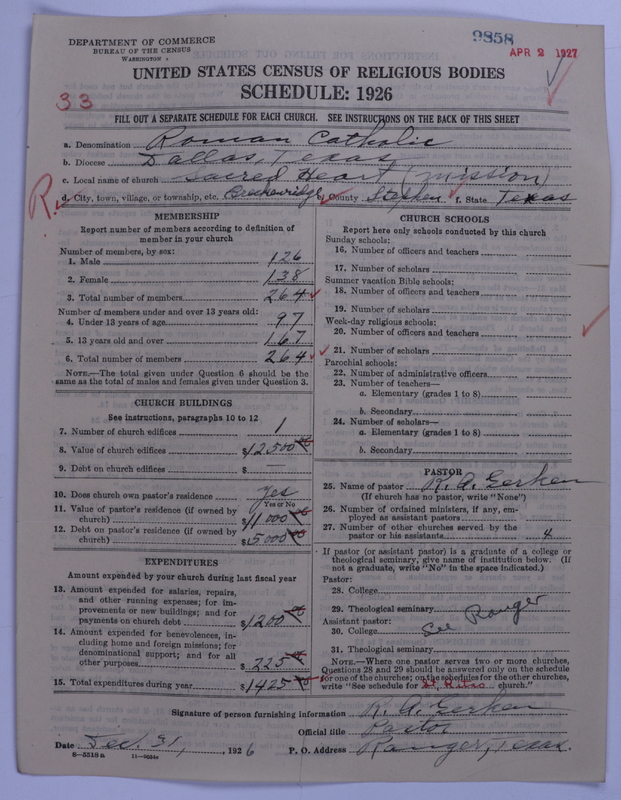 DEPARTMENT OF COMMERCE
BUREAU OF THE CENSUS
WASHINGTON
9858
APR 2 1927
UNITED STATES CENSUS OF RELIGIOUS BODIES
SCHEDULE: 1926
33
FILL OUT A SEPARATE SCHEDULE FOR EACH CHURCH. SEE INSTRUCTIONS ON THE BACK OF THIS SHEET
a. Denomination Roman Catholic
b. Diocese Dallas, Texas
c. Local name of church Sacred Heart (mission)
R. d. City, town, village, or township, etc. Breckenridge e. County Stephen f. State Texas
MEMBERSHIP
Report number of members according to definition of
member in your church
Number of members, by sex:
1. Male 126
2. Female 138
3. Total number of members 264
Number of members under and over 13 years old:
4. Under 13 years of age 97
5. 13 years old and over 167
6. Total number of members 264
NOTE.—The total given under Question 6 should be the
same as the total of males and females given under Question 3.
CHURCH BUILDINGS
See instructions, paragraphs 10 to 12
7. Number of church edifices 1
8. Value of church edifices $12500
9. Debt on church edifices $ —
10. Does church own pastor's residence yes
Yes or No
11. Value of pastor's residence (if owned by
church) $11000
12. Debt on pastor's residence (if owned by
church) $5000
EXPENDITURES
Amount expended by your church during last fiscal year
13. Amount expended for salaries, repairs,
and other running expenses; for im-
provements or new buildings; and for
payments on church debt $1200
14. Amount expended for benevolences, in-
cluding home and foreign missions; for
denominational support; and for all
other purposes $225
15. Total expenditures during year $1425
CHURCH SCHOOLS
Report here only schools conducted by this church
Sunday schools:
16. Number of officers and teachers
17. Number of scholars
Summer vacation Bible schools:
18. Number of officers and teachers
19. Number of scholars
Week-day religious schools:
20. Number of officers and teachers
21. Number of scholars
Parochial schools:
22. Number of administrative officers
23. Number of teachers—
a. Elementary (grades 1 to 8)
b. Secondary
24. Number of scholars—
a. Elementary (grades 1 to 8)
b. Secondary
PASTOR
25. Name of pastor R. A. Gerken
(If church has no pastor, write "None")
26. Number of ordained ministers, if any, em-
ployed as assistant pastors
27. Number of other churches served by the
pastor or his assistants 4
If pastor (or assistant pastor) is a graduate of a college or
theological seminary, give name of institution below. (If
not a graduate, write "No" in the space indicated.)
Pastor:
28. College
29. Theological seminary
Assistant pastor:
30. College See Ranger
31. Theological seminary
NOTE.—Where one pastor serves two or more churches,
Questions 28 and 29 should be answered only on the schedule
for one of the churches; on the schedules for the other churches,
write "See schedule for St. Ritas church."
Signature of person furnishing information R. A. Gerken
Official title Pastor
Date Dec. 31, 1926 P. O. Address Ranger, Texas.
8—5518a 11—9084